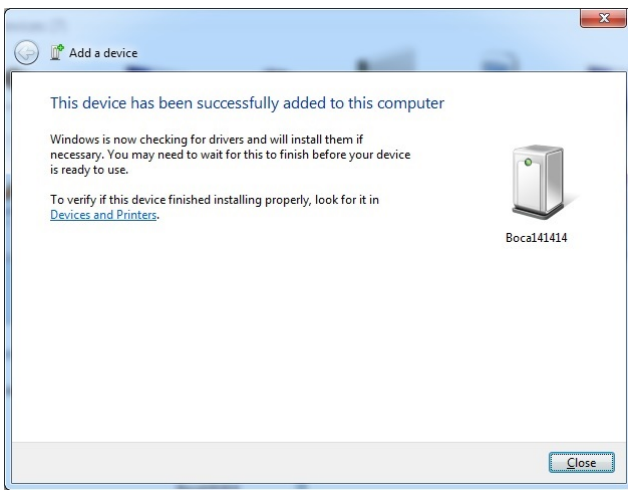 Add a device
This device has been successfully added to this computer
Windows is now checking for drivers and will install them if
necessary. You may need to wait for this to finish before your device
is ready to use.
To verify if this device finished installing properly, look for it in
Devices and Printers.
Boca141414
Close